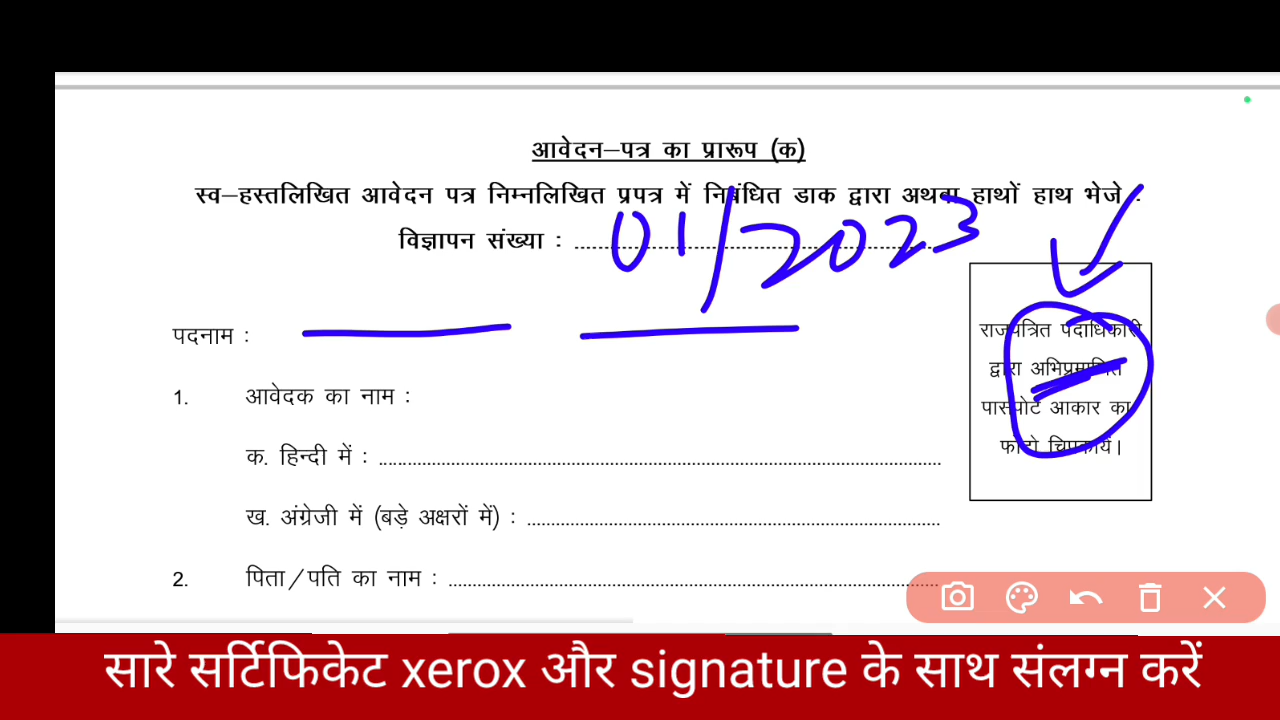 आवेदन–पत्र का प्रारूप (क)
स्व–हस्तलिखित आवेदन पत्र निम्नलिखित प्रपत्र में निबंधित डाक द्वारा अथवा हाथों हाथ भेजे :
विज्ञापन संख्या : 01/2023
राजपत्रित पदाधिकारी
द्वारा अभिप्रमाणित
पासपोर्ट आकार का
फोटो चिपकायें।
पदनाम :
1. आवेदक का नाम :
क. हिन्दी में :
ख. अंग्रेजी में (बड़े अक्षरों में) :
2. पिता/पति का नाम :
सारे सर्टिफिकेट xerox और signature के साथ संलग्न करें